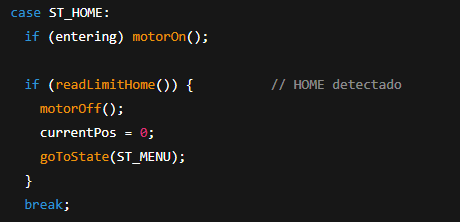 case ST_HOME:
if (entering) motorOn();
if (readLimitHome()) { // HOME detectado
motorOff();
currentPos = 0;
goToState(ST_MENU);
}
break;